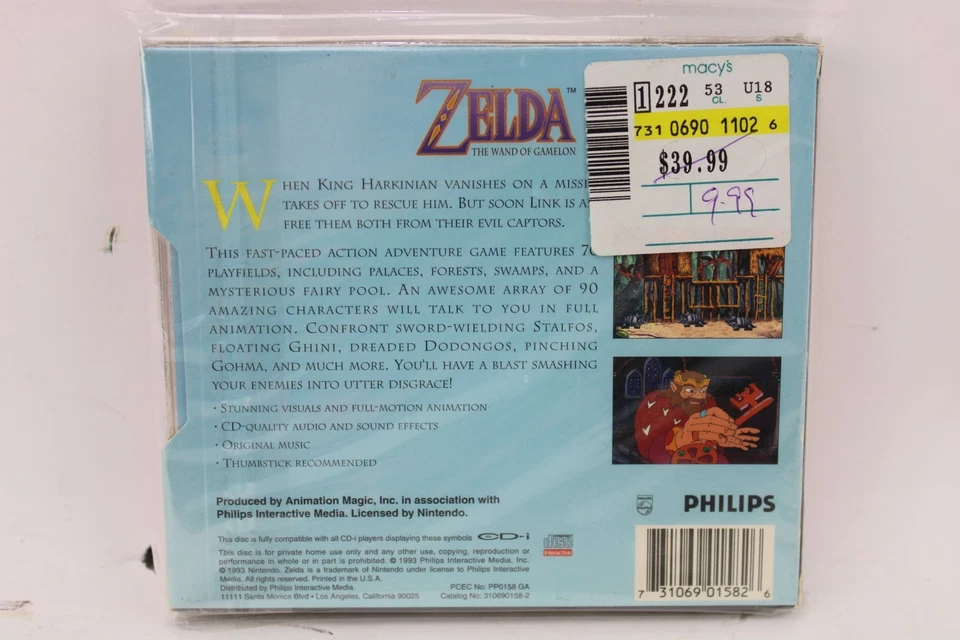 macy's
1 222 53 U18
CL. S
731 0690 1102 6
$39.99
9.99
ZELDA™
THE WAND OF GAMELON
WHEN KING HARKINIAN VANISHES ON A
TAKES OFF TO RESCUE HIM. BUT SOON LINK IS
FREE THEM BOTH FROM THEIR EVIL CAPTORS.
THIS FAST-PACED ACTION ADVENTURE GAME FEATURES
PLAYFIELDS, INCLUDING PALACES, FORESTS, SWAMPS, AND A
MYSTERIOUS FAIRY POOL. AN AWESOME ARRAY OF 90
AMAZING CHARACTERS WILL TALK TO YOU IN FULL
ANIMATION. CONFRONT SWORD-WIELDING STALFOS,
FLOATING GHINI, DREADED DODONGOS, PINCHING
GOHMA, AND MUCH MORE. YOU'LL HAVE A BLAST SMASHING
YOUR ENEMIES INTO UTTER DISGRACE!
· STUNNING VISUALS AND FULL-MOTION ANIMATION
· CD-QUALITY AUDIO AND SOUND EFFECTS
· ORIGINAL MUSIC
· THUMBSTICK RECOMMENDED
Produced by Animation Magic, Inc. in association with
Philips Interactive Media. Licensed by Nintendo.
PHILIPS
This disc is fully compatible with all CD-i players displaying these symbols CD-i
This disc is for private home use only and any other use, copying, reproduction or
performance in whole or in part is prohibited. © 1993 Philips Interactive Media, Inc.
© 1993 Nintendo. Zelda is a trademark of Nintendo under license to Philips Interactive
Media. All rights reserved. Printed in the U.S.A.
Distributed by Philips Interactive Media. PCEC No: PP0158 GA
11111 Santa Monica Blvd • Los Angeles, California 90025 Catalog No: 310690158-2
7 31069 01582 6